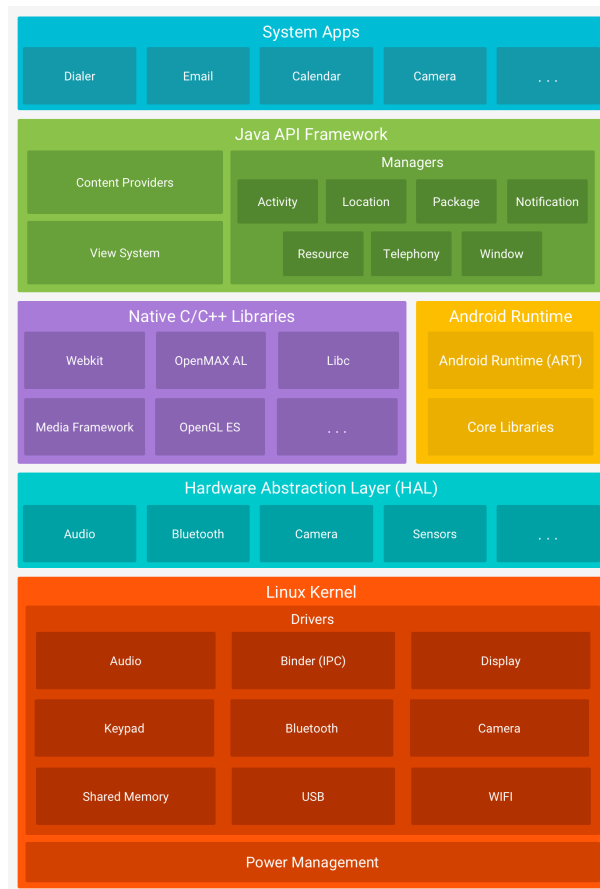 System Apps
Dialer
Email
Calendar
Camera
. . .
Java API Framework
Content Providers
View System
Managers
Activity
Location
Package
Notification
Resource
Telephony
Window
Native C/C++ Libraries
Webkit
OpenMAX AL
Libc
Media Framework
OpenGL ES
. . .
Android Runtime
Android Runtime (ART)
Core Libraries
Hardware Abstraction Layer (HAL)
Audio
Bluetooth
Camera
Sensors
. . .
Linux Kernel
Drivers
Audio
Binder (IPC)
Display
Keypad
Bluetooth
Camera
Shared Memory
USB
WIFI
Power Management